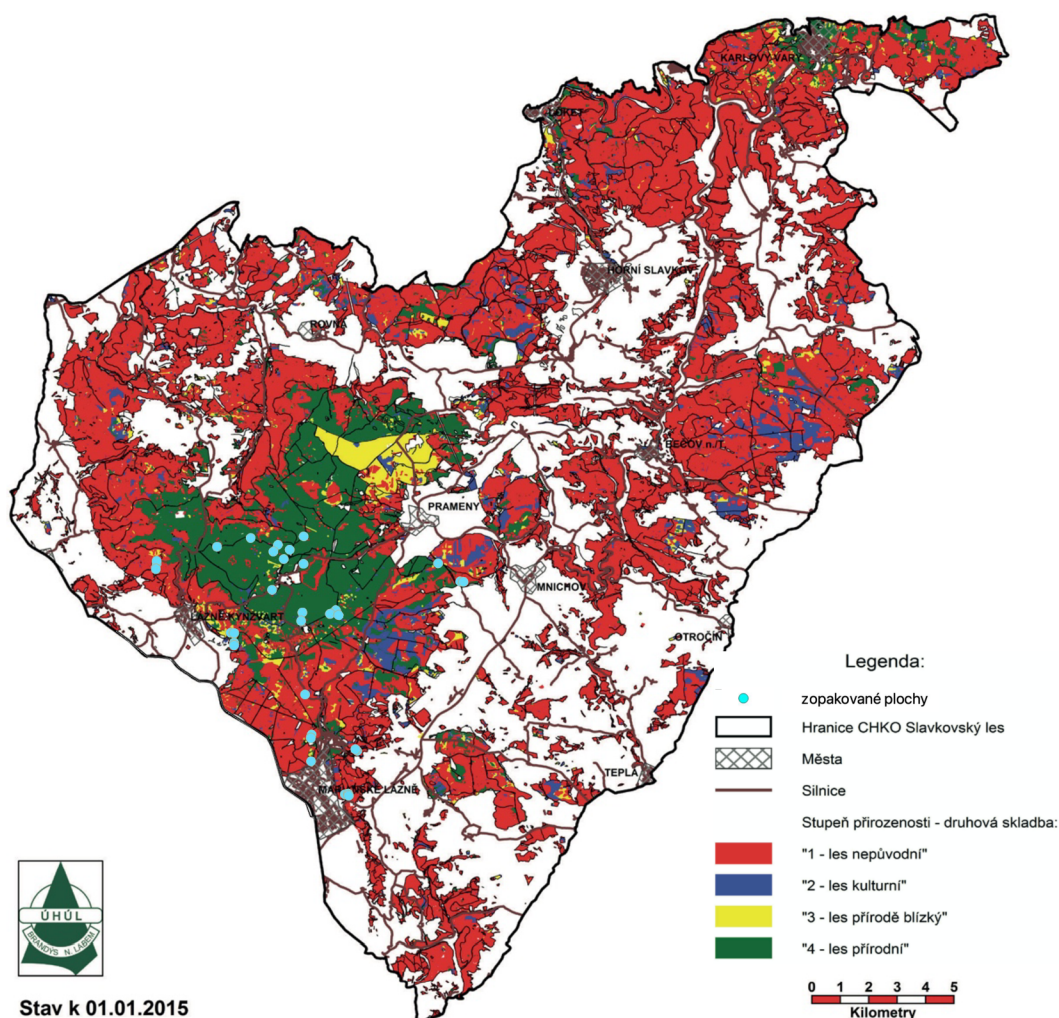 KARLOVY VARY
LOKET
HORNÍ SLAVKOV
ROVNÁ
BEČOV n./T.
PRAMENY
MNICHOV
LÁZNĚ KYNŽVART
OTROČÍN
TEPLÁ
MARIÁNSKÉ LÁZNĚ
Legenda:
zopakované plochy
Hranice CHKO Slavkovský les
Města
Silnice
Stupeň přirozenosti - druhová skladba:
"1 - les nepůvodní"
"2 - les kulturní"
"3 - les přírodě blízký"
"4 - les přírodní"
0 1 2 3 4 5
Kilometry
ÚHÚL
BRANDÝS N. LABEM
Stav k 01.01.2015